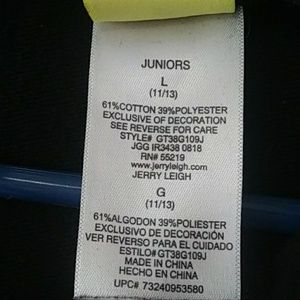 JUNIORS
L
(11/13)
61%COTTON 39%POLYESTER
EXCLUSIVE OF DECORATION
SEE REVERSE FOR CARE
STYLE# GT38G109J
JGG IR3438 0818
RN# 55219
www.jerryleigh.com
JERRY LEIGH
G
(11/13)
61%ALGODON 39%POLIESTER
EXCLUSIVO DE DECORACIÓN
VER REVERSO PARA EL CUIDADO
ESTILO# GT38G109J
MADE IN CHINA
HECHO EN CHINA
UPC# 73240953580